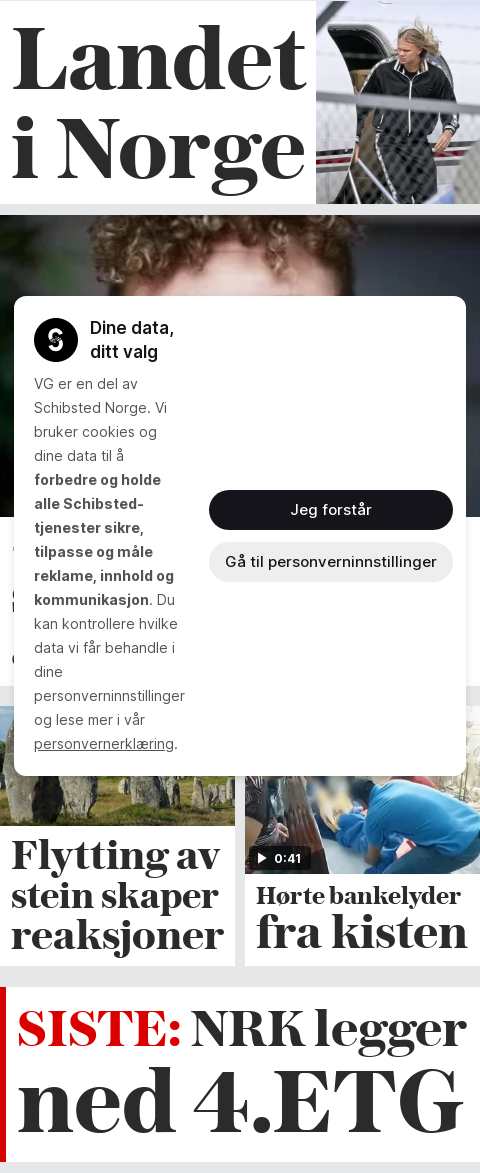 Landet
i Norge
Dine data,
ditt valg
VG er en del av
Schibsted Norge. Vi
bruker cookies og
dine data til å
forbedre og holde
alle Schibsted-
tjenester sikre,
tilpasse og måle
reklame, innhold og
kommunikasjon. Du
kan kontrollere hvilke
data vi får behandle i
dine
personverninnstillinger
og lese mer i vår
personvernerklæring.
Jeg forstår
Gå til personverninnstillinger
Flytting av
stein skaper
reaksjoner
0:41
Hørte bankelyder
fra kisten
SISTE: NRK legger
ned 4.ETG